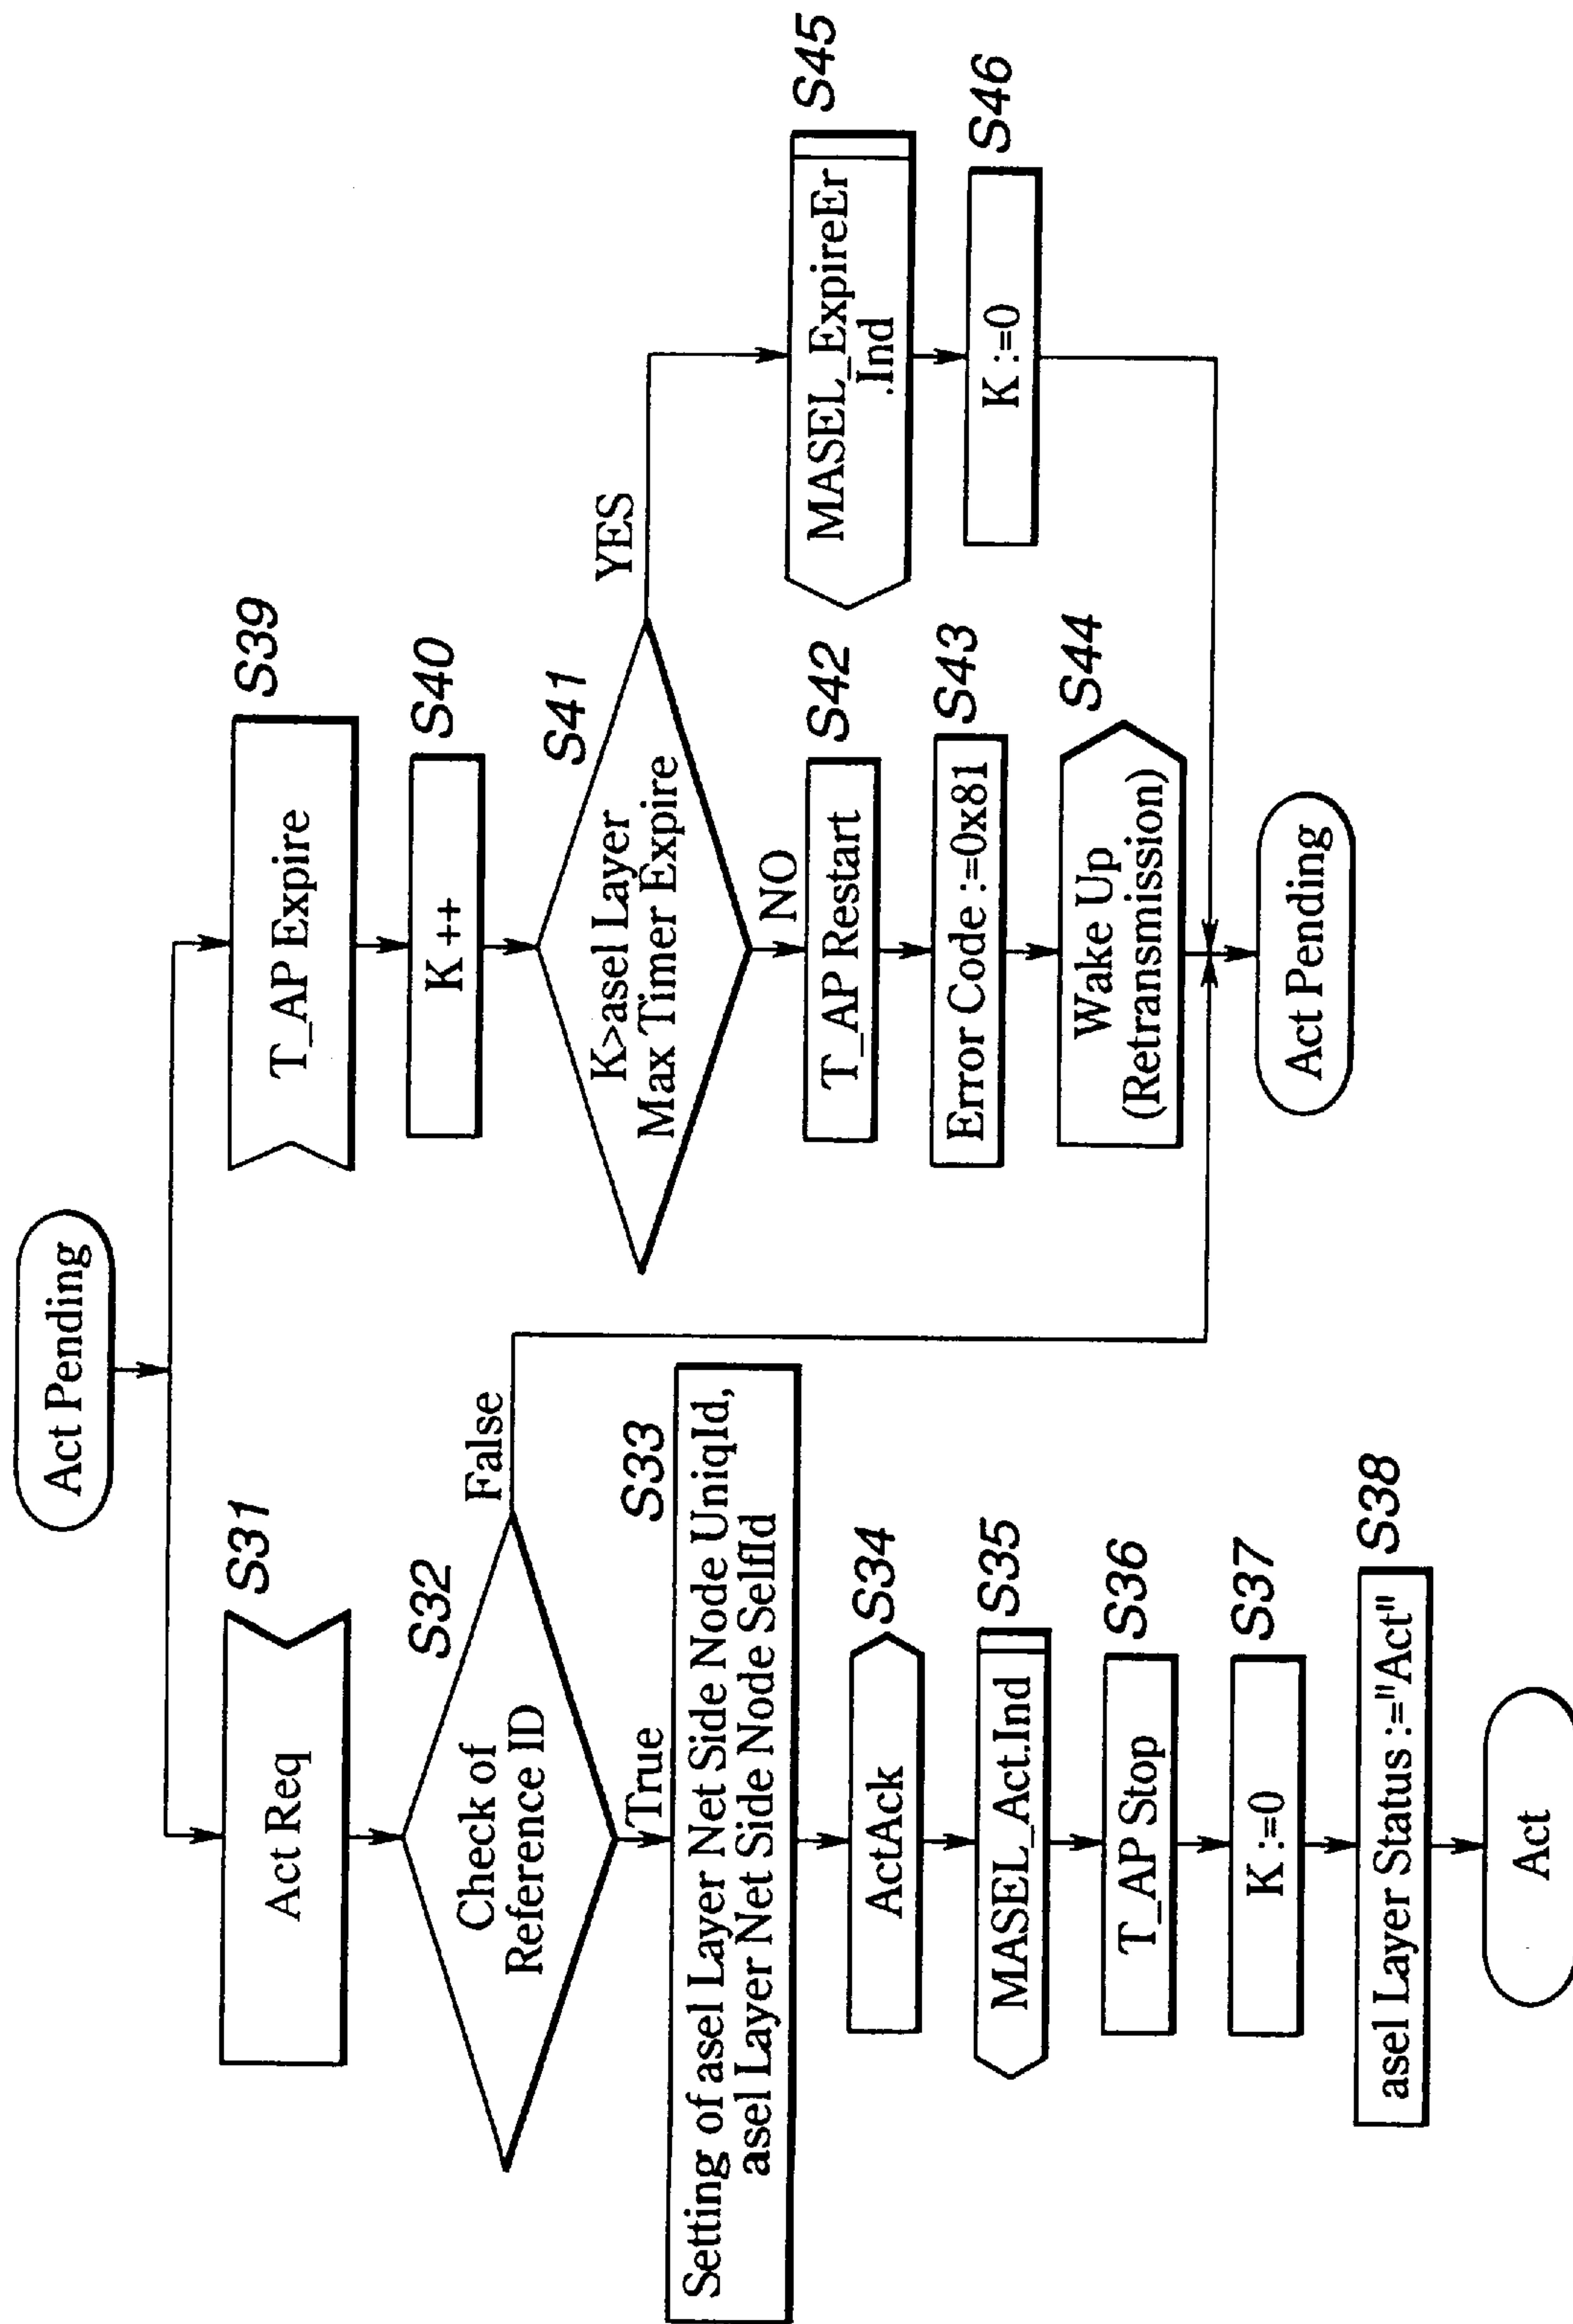 Act Pending
S31
Act Req
S32
Check of
Reference ID
False
True
S33
Setting of asel Layer Net Side Node UniqId,
asel Layer Net Side Node SelfId
S34
ActAck
S35
MASEL_Act.Ind
S36
T_AP Stop
S37
K :=0
S38
asel Layer Status :="Act"
Act
S39
T_AP Expire
S40
K ++
S41
K>asel Layer
Max Timer Expire
YES
NO
S42
T_AP Restart
S43
Error Code :=0x81
S44
Wake Up
(Retransmission)
S45
MASEL_ExpireEr
.Ind
S46
K :=0
Act Pending